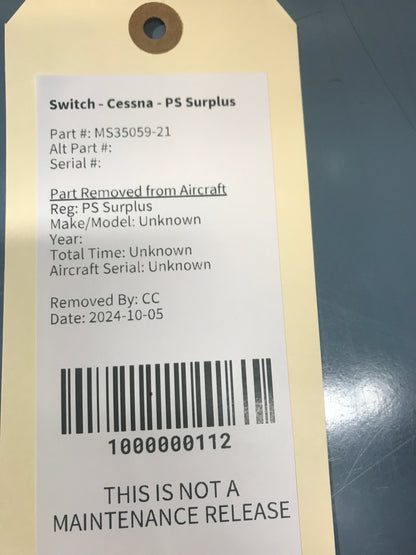 Switch - Cessna - PS Surplus
Part #: MS35059-21
Alt Part #:
Serial #:
Part Removed from Aircraft
Reg: PS Surplus
Make/Model: Unknown
Year:
Total Time: Unknown
Aircraft Serial: Unknown
Removed By: CC
Date: 2024-10-05
1000000112
THIS IS NOT A
MAINTENANCE RELEASE